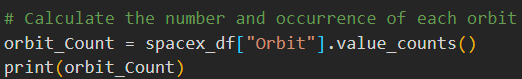 # Calculate the number and occurrence of each orbit
orbit_Count = spacex_df["Orbit"].value_counts()
print(orbit_Count)